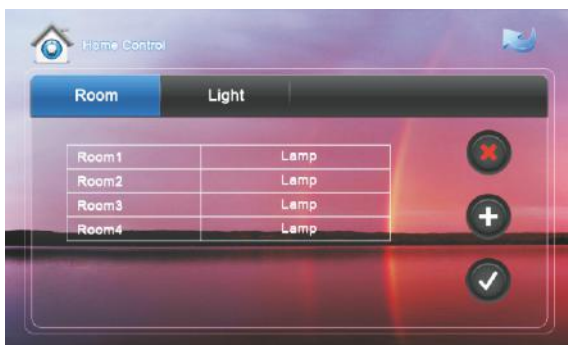 Home Control
Room Light
Room1 Lamp
Room2 Lamp
Room3 Lamp
Room4 Lamp